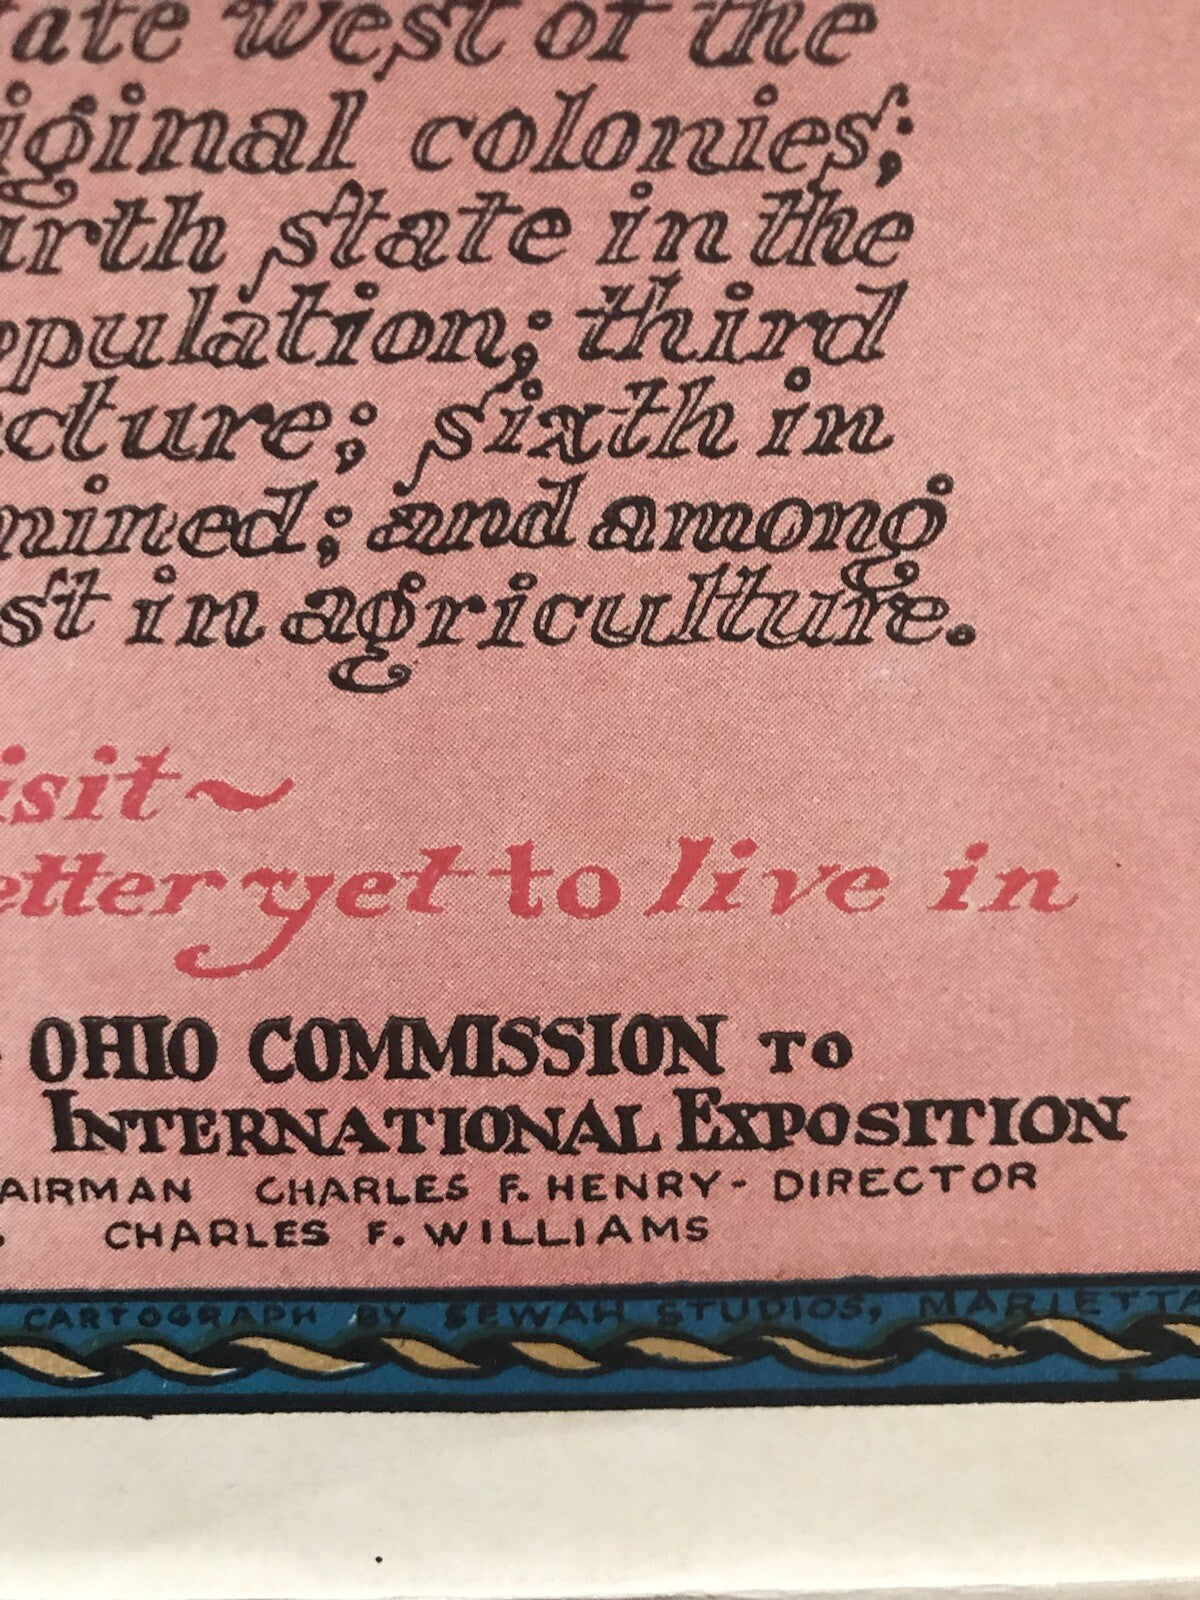 ate west of the
iginal colonies;
urth state in the
opulation; third
cture; sixth in
mined; and among
st in agriculture.
isit~
etter yet to live in
OHIO COMMISSION TO
INTERNATIONAL EXPOSITION
AIRMAN CHARLES F. HENRY - DIRECTOR
. CHARLES F. WILLIAMS
CARTOGRAPH BY SEWAH STUDIOS, MARIETTA